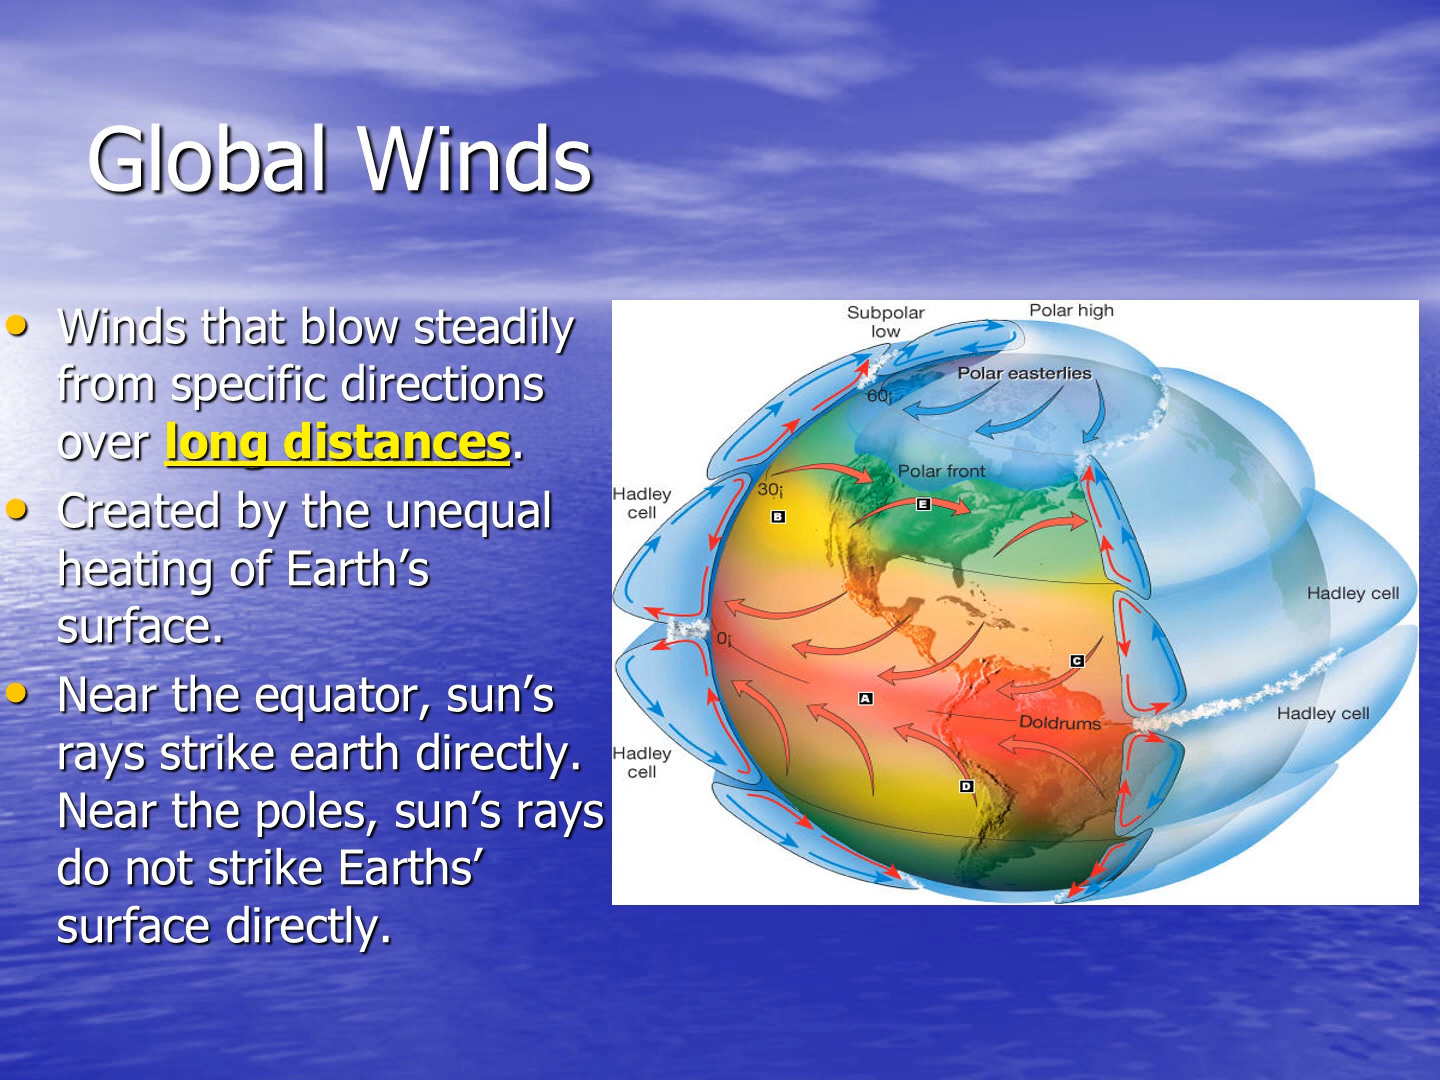 Global Winds
• Winds that blow steadily
from specific directions
over long distances.
• Created by the unequal
heating of Earth’s
surface.
• Near the equator, sun’s
rays strike earth directly.
Near the poles, sun’s rays
do not strike Earths’
surface directly.
Subpolar
low
Polar high
Polar easterlies
60¡
Polar front
30¡
Hadley
cell
B
E
Hadley cell
0¡
C
A
Doldrums
Hadley cell
Hadley
cell
D